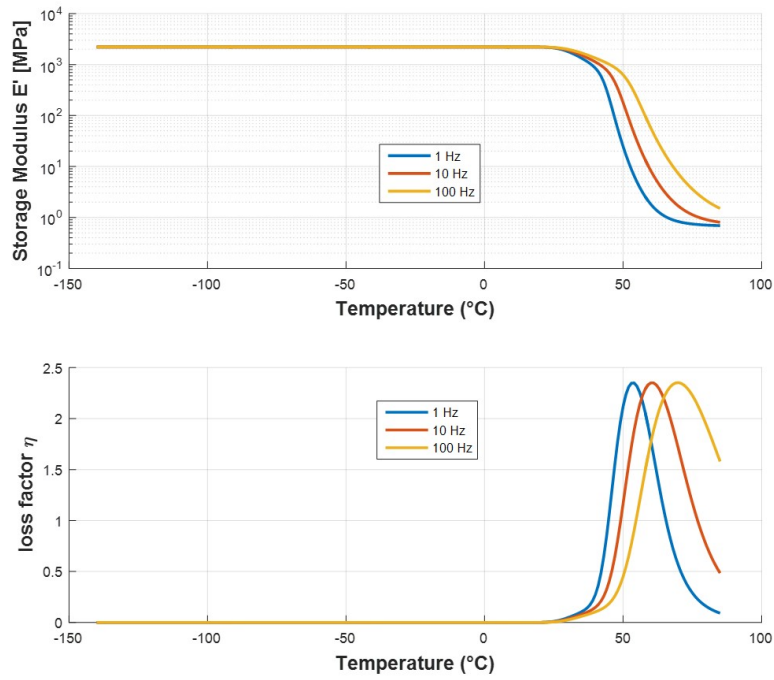 Storage Modulus E' [MPa]
10^4
10^3
10^2
10^1
10^0
10^-1
1 Hz
10 Hz
100 Hz
-150
-100
-50
0
50
100
Temperature (°C)
loss factor η
2.5
2
1.5
1
0.5
0
1 Hz
10 Hz
100 Hz
-150
-100
-50
0
50
100
Temperature (°C)